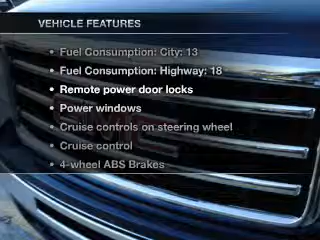 VEHICLE FEATURES
• Fuel Consumption: City: 13
• Fuel Consumption: Highway: 18
• Remote power door locks
• Power windows
• Cruise controls on steering wheel
• Cruise control
• 4-wheel ABS Brakes
GMC